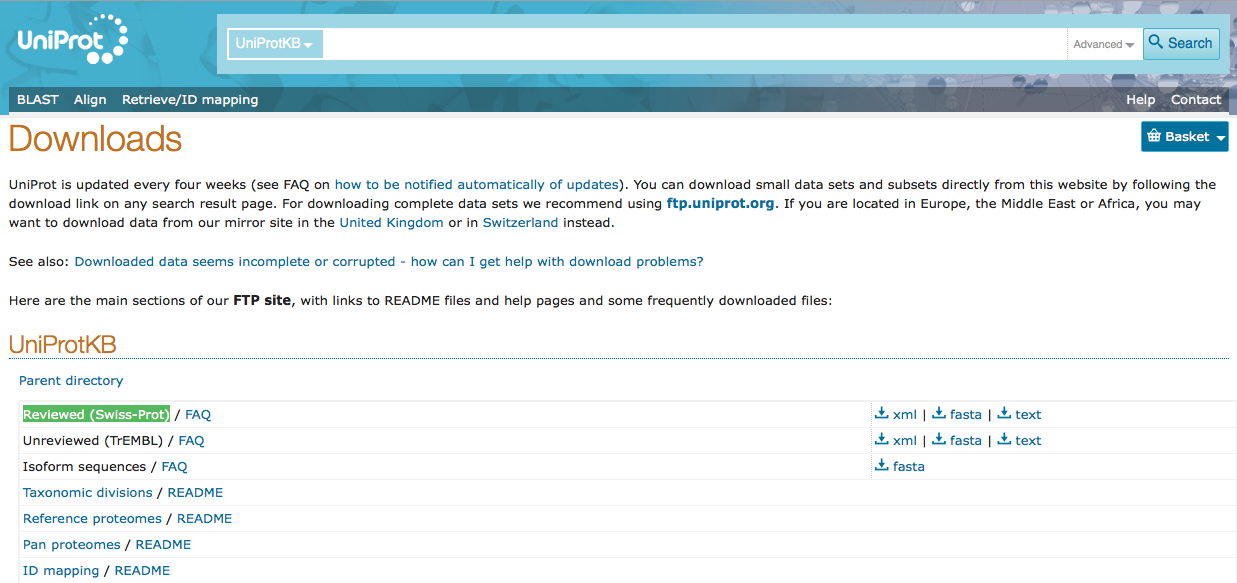 UniProt
UniProtKB
Advanced
Search
BLAST Align Retrieve/ID mapping
Help Contact
Downloads
Basket
UniProt is updated every four weeks (see FAQ on how to be notified automatically of updates). You can download small data sets and subsets directly from this website by following the
download link on any search result page. For downloading complete data sets we recommend using ftp.uniprot.org. If you are located in Europe, the Middle East or Africa, you may
want to download data from our mirror site in the United Kingdom or in Switzerland instead.
See also: Downloaded data seems incomplete or corrupted - how can I get help with download problems?
Here are the main sections of our FTP site, with links to README files and help pages and some frequently downloaded files:
UniProtKB
Parent directory
Reviewed (Swiss-Prot) / FAQ xml | fasta | text
Unreviewed (TrEMBL) / FAQ xml | fasta | text
Isoform sequences / FAQ fasta
Taxonomic divisions / README
Reference proteomes / README
Pan proteomes / README
ID mapping / README